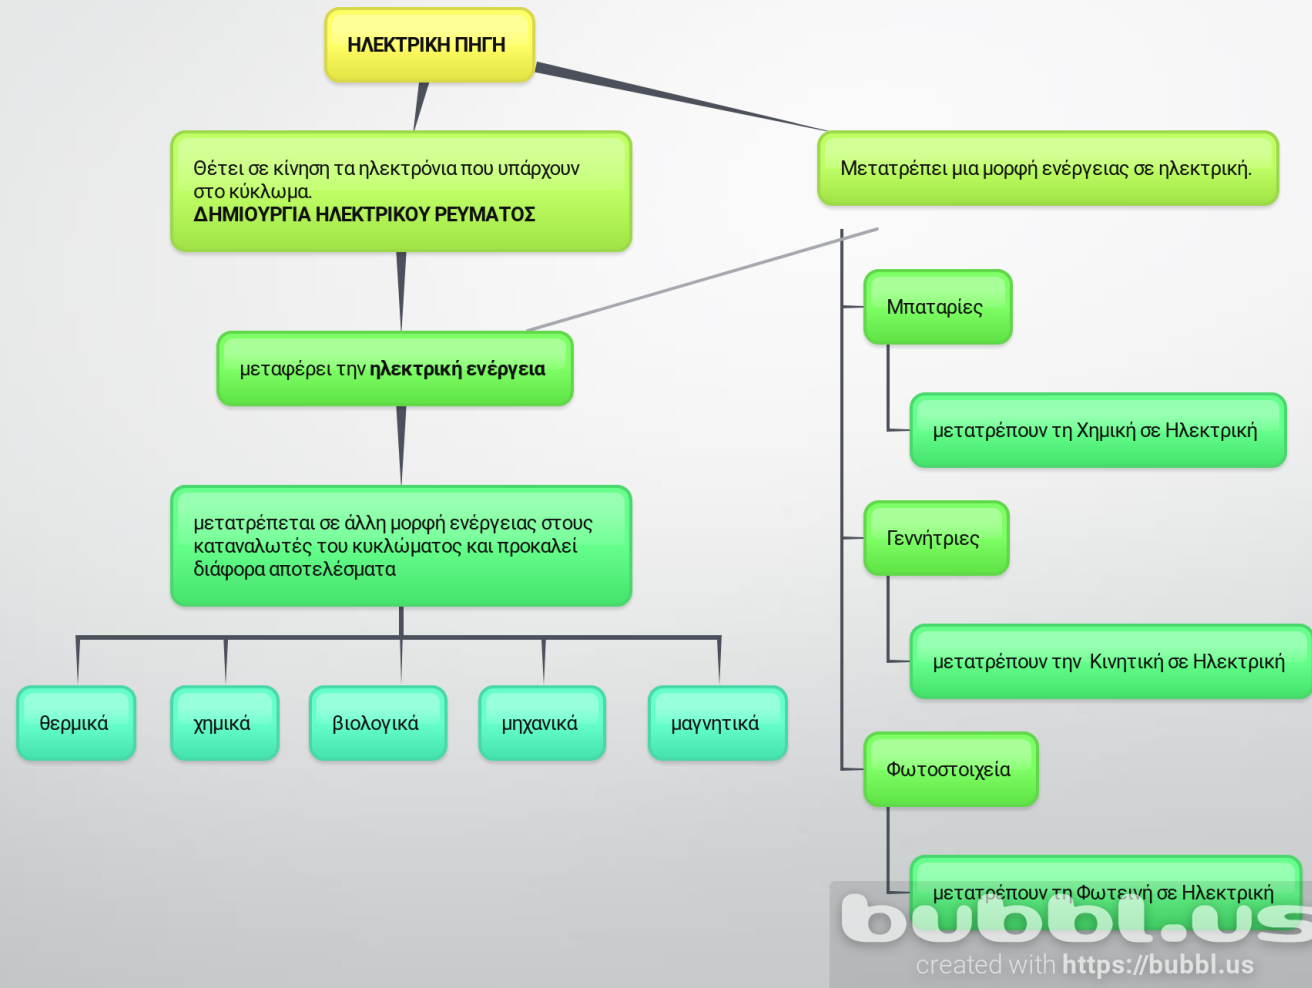 ΗΛΕΚΤΡΙΚΗ ΠΗΓΗ
Θέτει σε κίνηση τα ηλεκτρόνια που υπάρχουν
στο κύκλωμα.
ΔΗΜΙΟΥΡΓΙΑ ΗΛΕΚΤΡΙΚΟΥ ΡΕΥΜΑΤΟΣ
Μετατρέπει μια μορφή ενέργειας σε ηλεκτρική.
μεταφέρει την ηλεκτρική ενέργεια
μετατρέπεται σε άλλη μορφή ενέργειας στους
καταναλωτές του κυκλώματος και προκαλεί
διάφορα αποτελέσματα
θερμικά
χημικά
βιολογικά
μηχανικά
μαγνητικά
Μπαταρίες
μετατρέπουν τη Χημική σε Ηλεκτρική
Γεννήτριες
μετατρέπουν την  Κινητική σε Ηλεκτρική
Φωτοστοιχεία
μετατρέπουν τη Φωτεινή σε Ηλεκτρική
bubbl.us
created with https://bubbl.us